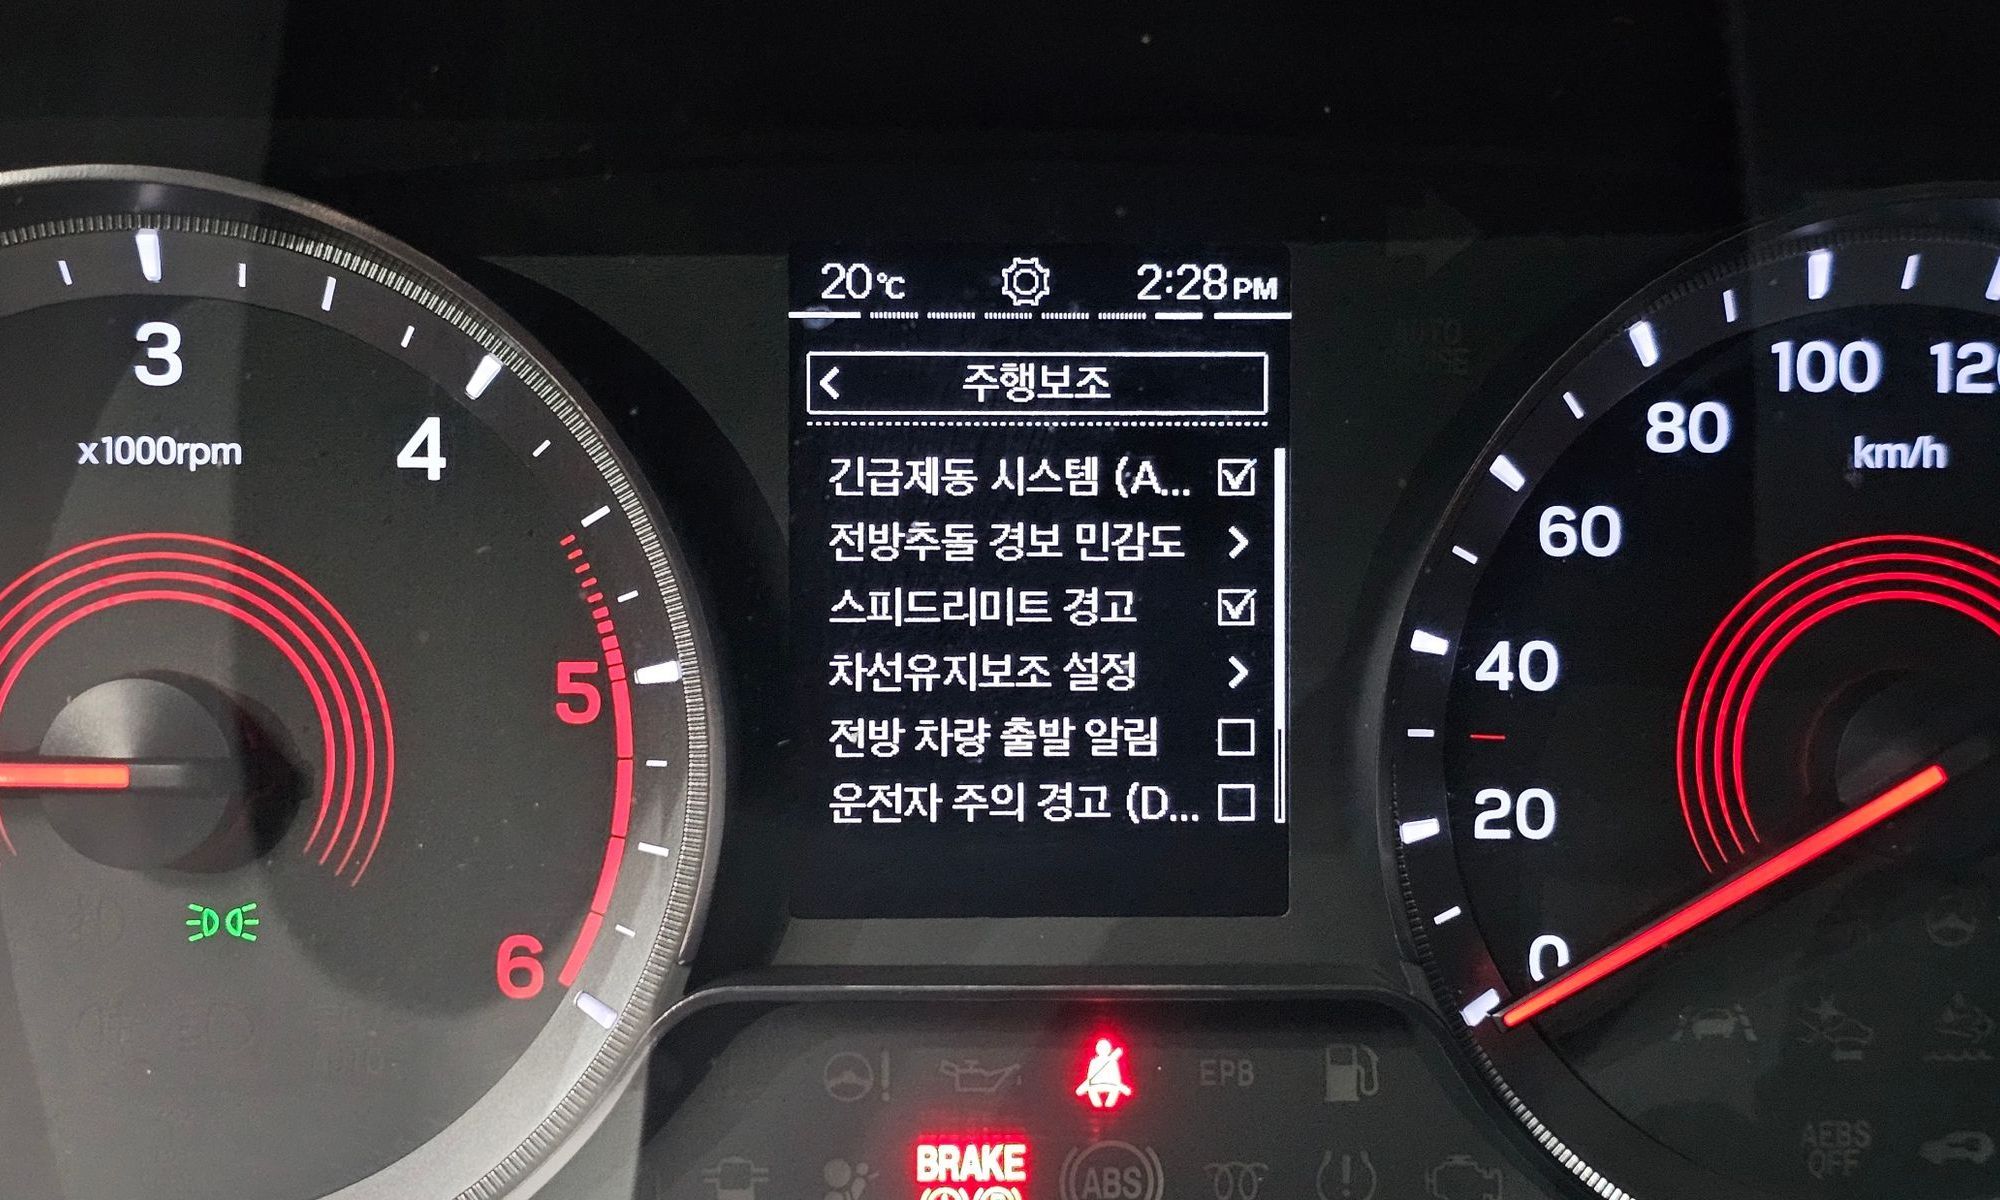 20℃ 2:28 PM
주행보조
긴급제동 시스템 (A...
전방추돌 경보 민감도
스피드리미트 경고
차선유지보조 설정
전방 차량 출발 알림
운전자 주의 경고 (D...
3
4
5
6
x1000rpm
0
20
40
60
80
100
120
km/h
EPB
BRAKE
ABS
AEBS
OFF